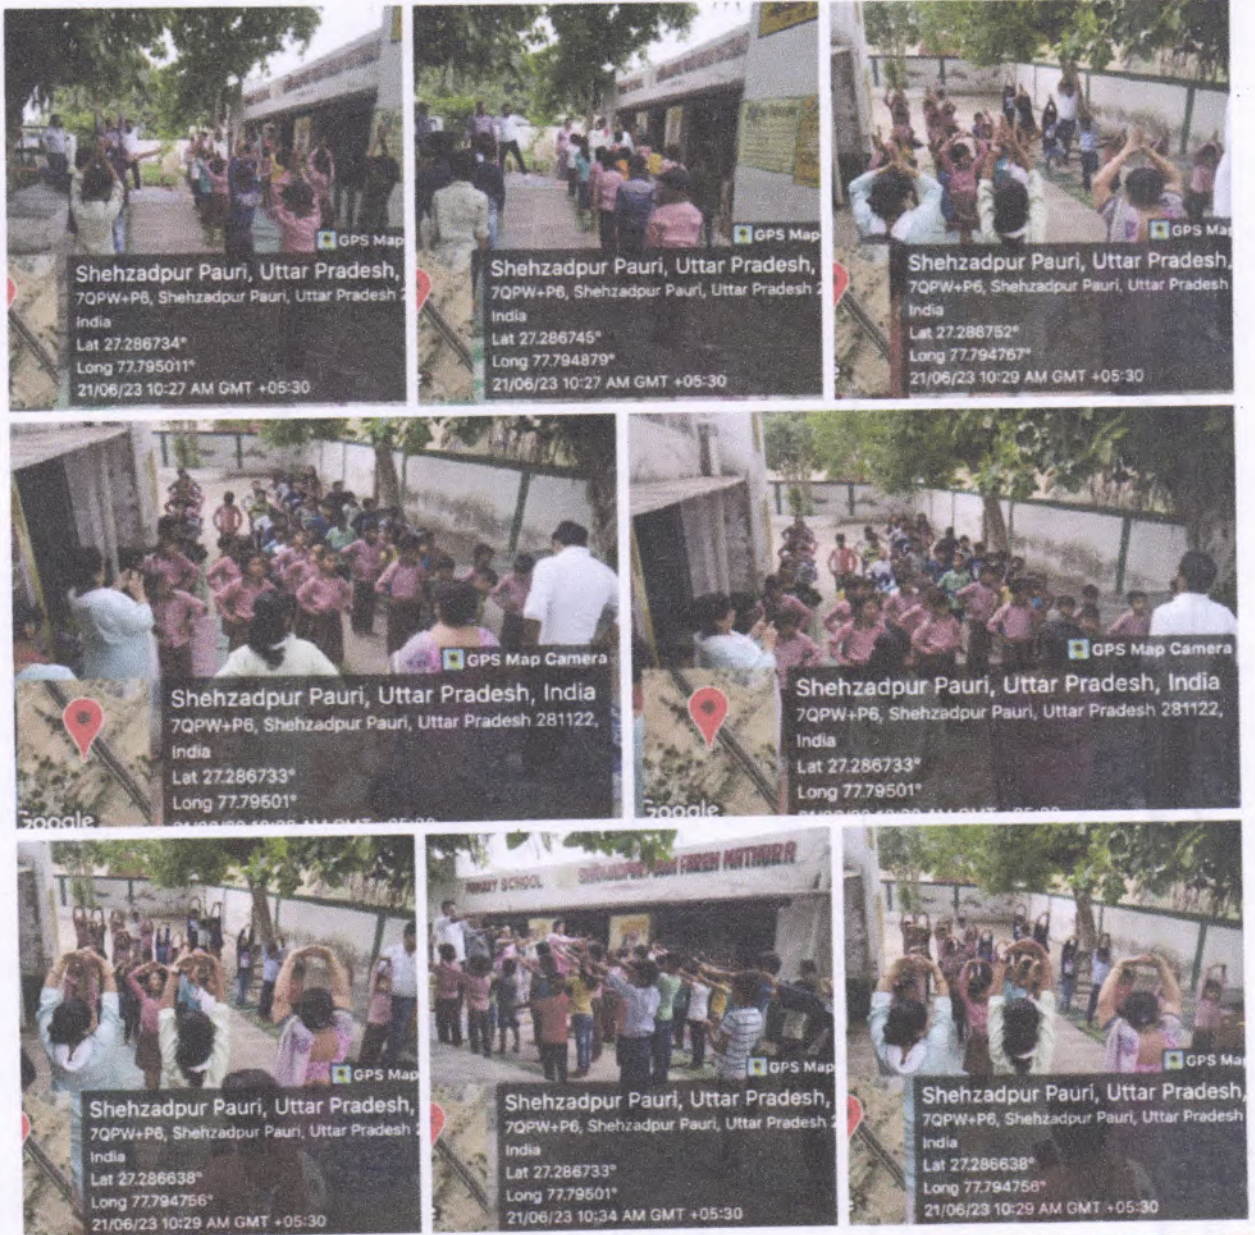 GPS Map
Shehzadpur Pauri, Uttar Pradesh,
7QPW+P6, Shehzadpur Pauri, Uttar Pradesh 2
India
Lat 27.286734°
Long 77.795011°
21/06/23 10:27 AM GMT +05:30
GPS Map
Shehzadpur Pauri, Uttar Pradesh,
7QPW+P6, Shehzadpur Pauri, Uttar Pradesh 2
India
Lat 27.286745°
Long 77.794879°
21/06/23 10:27 AM GMT +05:30
GPS Map
Shehzadpur Pauri, Uttar Pradesh,
7QPW+P6, Shehzadpur Pauri, Uttar Pradesh
India
Lat 27.286752°
Long 77.794767°
21/06/23 10:29 AM GMT +05:30
GPS Map Camera
Shehzadpur Pauri, Uttar Pradesh, India
7QPW+P6, Shehzadpur Pauri, Uttar Pradesh 281122,
India
Lat 27.286733°
Long 77.79501°
Google
GPS Map Camera
Shehzadpur Pauri, Uttar Pradesh, India
7QPW+P6, Shehzadpur Pauri, Uttar Pradesh 281122,
India
Lat 27.286733°
Long 77.79501°
Google
GPS Map
Shehzadpur Pauri, Uttar Pradesh,
7QPW+P6, Shehzadpur Pauri, Uttar Pradesh 2
India
Lat 27.286638°
Long 77.794756°
21/06/23 10:29 AM GMT +05:30
PRIMARY SCHOOL FARAH MATHURA
GPS Map
Shehzadpur Pauri, Uttar Pradesh,
7QPW+P6, Shehzadpur Pauri, Uttar Pradesh 2
India
Lat 27.286733°
Long 77.79501°
21/06/23 10:34 AM GMT +05:30
GPS Map
Shehzadpur Pauri, Uttar Pradesh,
7QPW+P6, Shehzadpur Pauri, Uttar Pradesh
India
Lat 27.286638°
Long 77.794756°
21/06/23 10:29 AM GMT +05:30